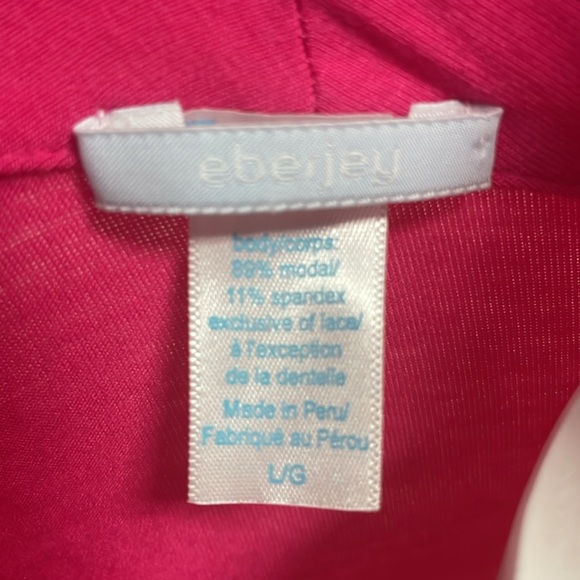 eberjey
body/corps:
89% modal/
11% spandex
exclusive of lace/
à l'exception
de la dentelle
Made in Peru/
Fabriqué au Pérou
L/G